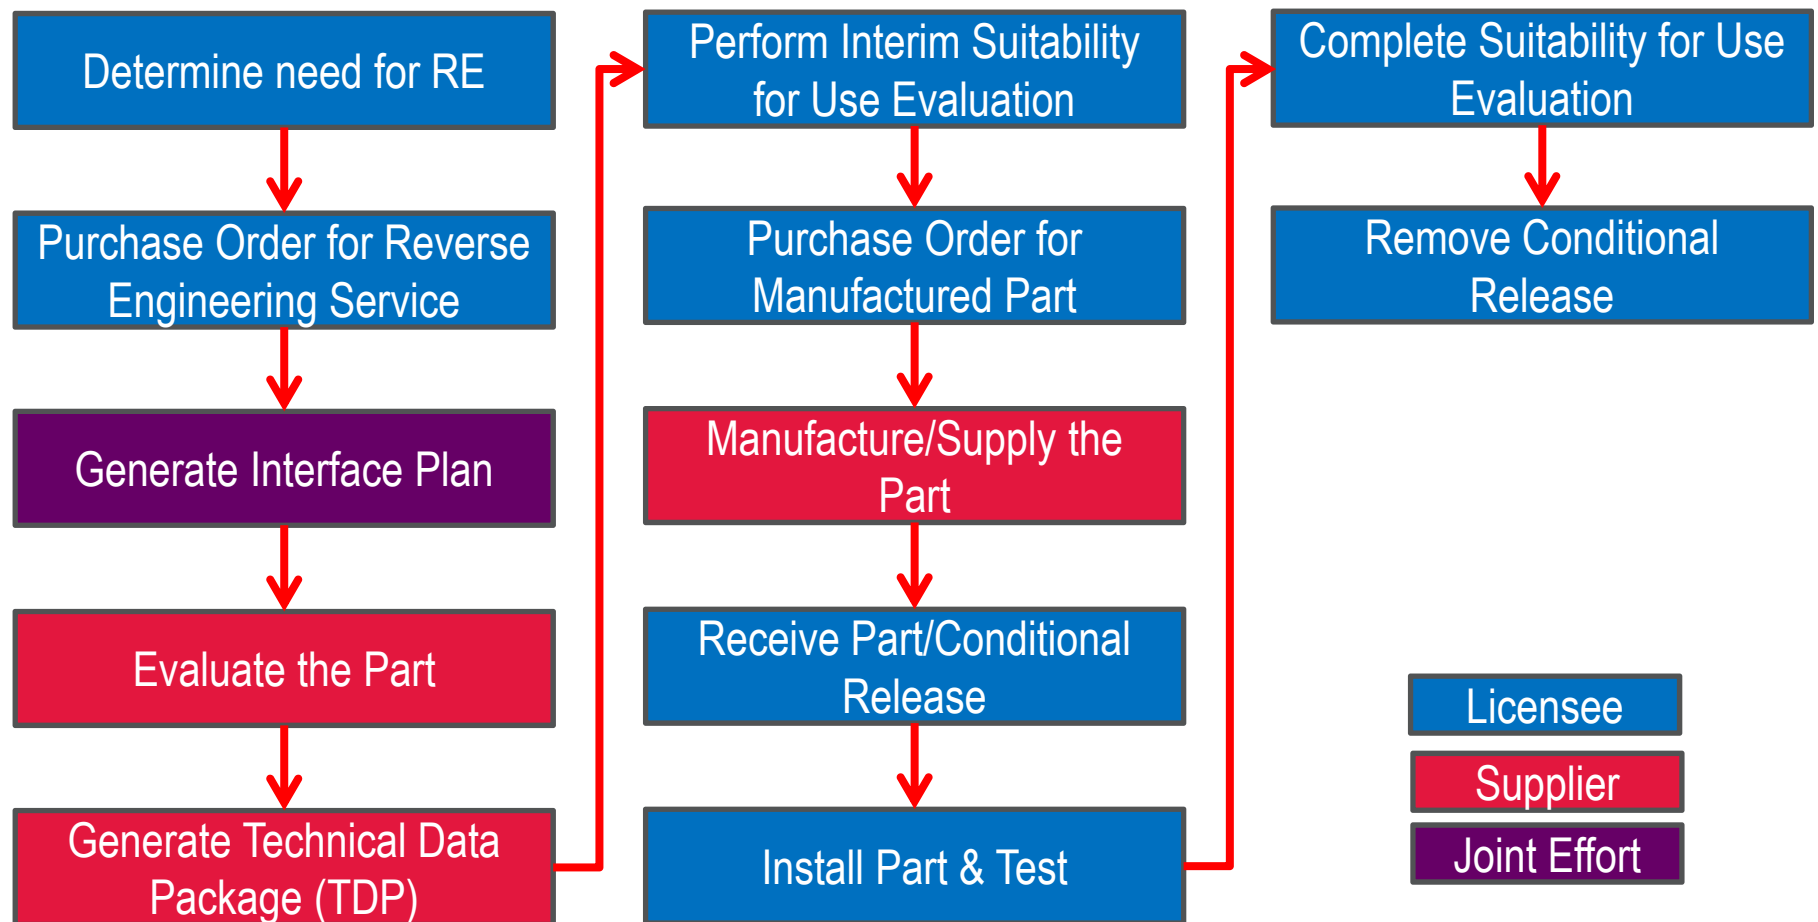 Determine need for RE
Purchase Order for Reverse
Engineering Service
Generate Interface Plan
Evaluate the Part
Generate Technical Data
Package (TDP)
Perform Interim Suitability
for Use Evaluation
Purchase Order for
Manufactured Part
Manufacture/Supply the
Part
Receive Part/Conditional
Release
Install Part & Test
Complete Suitability for Use
Evaluation
Remove Conditional
Release
Licensee
Supplier
Joint Effort